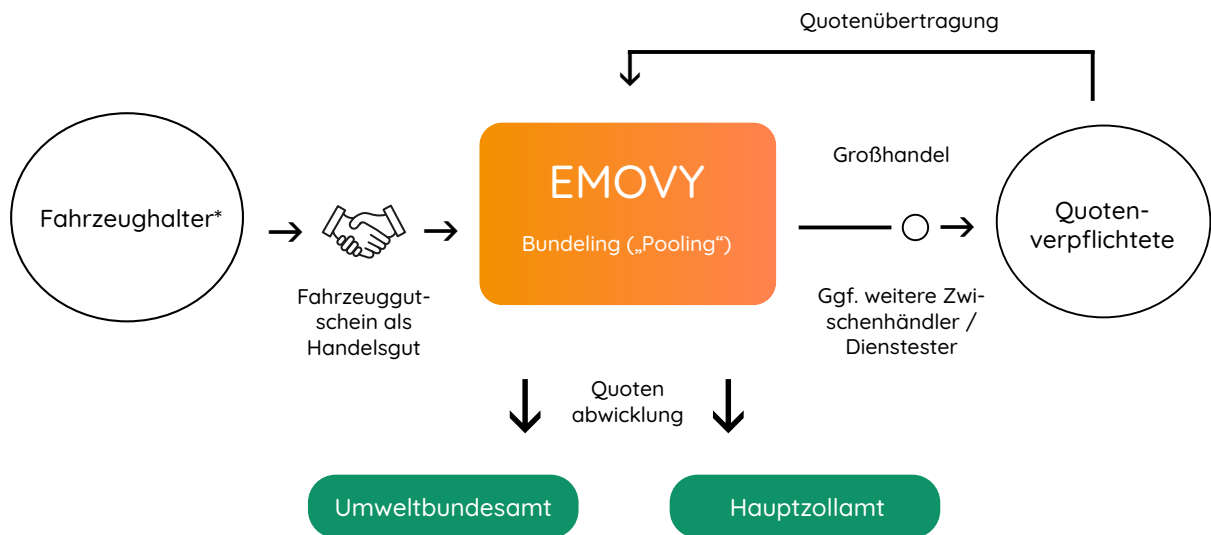 Quotenübertragung
Fahrzeughalter*
Fahrzeuggut-
schein als
Handelsgut
EMOVY
Bundeling („Pooling“)
Großhandel
Ggf. weitere Zwi-
schenhändler /
Dienstester
Quoten-
verpflichtete
Quoten
abwicklung
Umweltbundesamt
Hauptzollamt